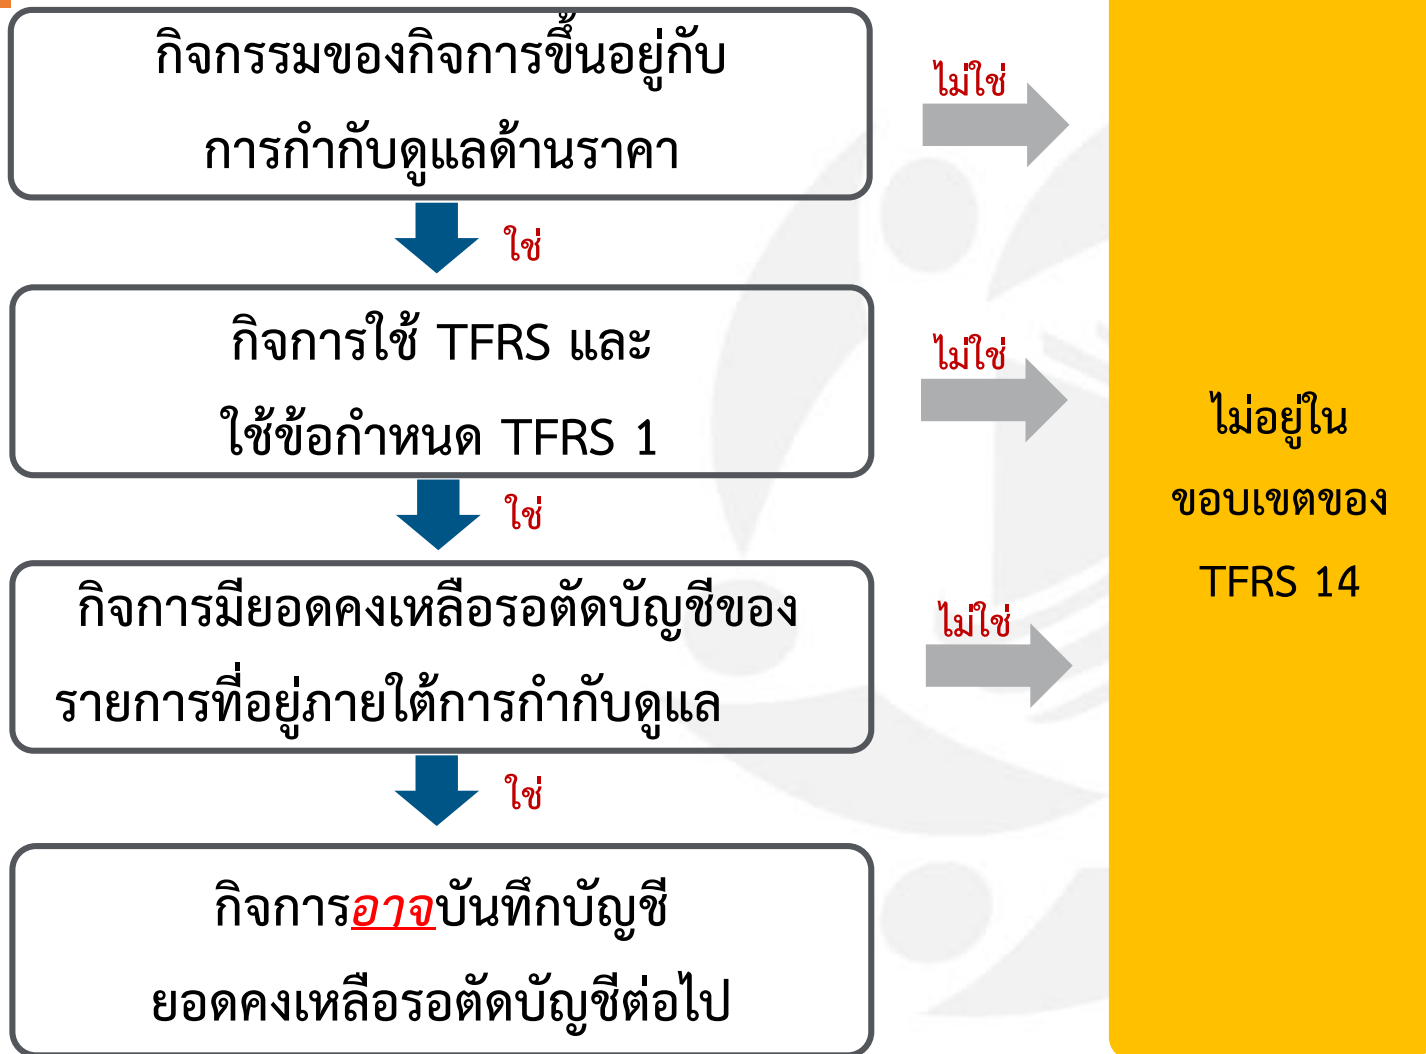 กิจกรรมของกิจการขึ้นอยู่กับ
การกำกับดูแลด้านราคา
ไม่ใช่
ใช่
กิจการใช้ TFRS และ
ใช้ข้อกำหนด TFRS 1
ไม่ใช่
ใช่
กิจการมียอดคงเหลือรอตัดบัญชีของ
รายการที่อยู่ภายใต้การกำกับดูแล
ไม่ใช่
ใช่
กิจการอาจบันทึกบัญชี
ยอดคงเหลือรอตัดบัญชีต่อไป
ไม่อยู่ใน
ขอบเขตของ
TFRS 14